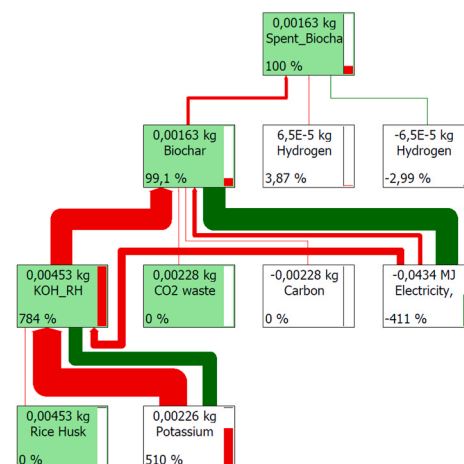 0,00163 kg
Spent_Biocha
100 %
0,00163 kg
Biochar
99,1 %
6,5E-5 kg
Hydrogen
3,87 %
-6,5E-5 kg
Hydrogen
-2,99 %
0,00453 kg
KOH_RH
784 %
0,00228 kg
CO2 waste
0 %
-0,00228 kg
Carbon
0 %
-0,0434 MJ
Electricity,
-411 %
0,00453 kg
Rice Husk
0 %
0,00226 kg
Potassium
510 %